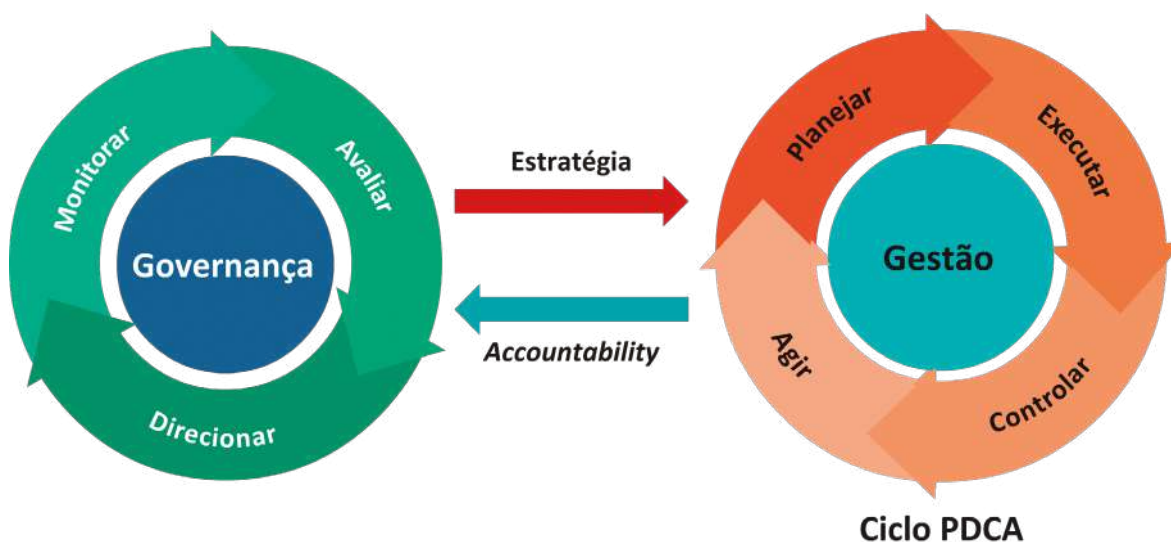 Monitorar
Avaliar
Governança
Direcionar
Estratégia
Accountability
Planejar
Executar
Gestão
Agir
Controlar
Ciclo PDCA